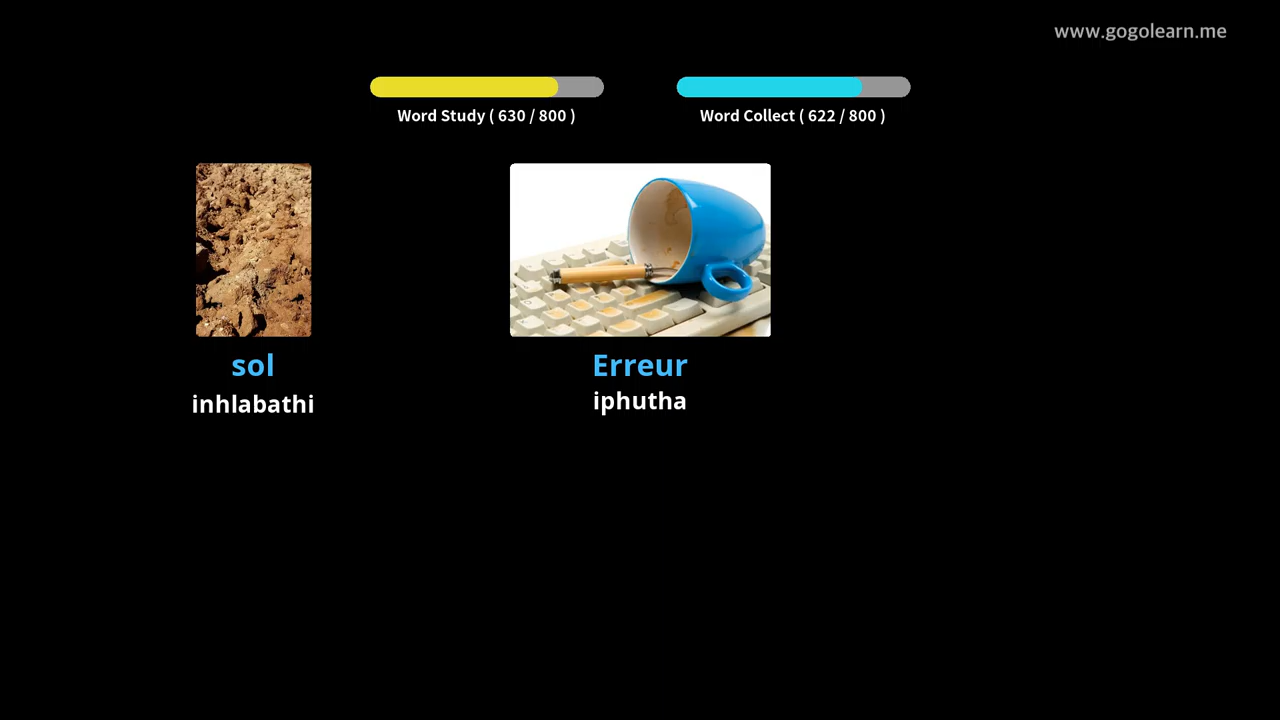 www.gogolearn.me
Word Study ( 630 / 800 )
Word Collect ( 622 / 800 )
sol
inhlabathi
Erreur
iphutha